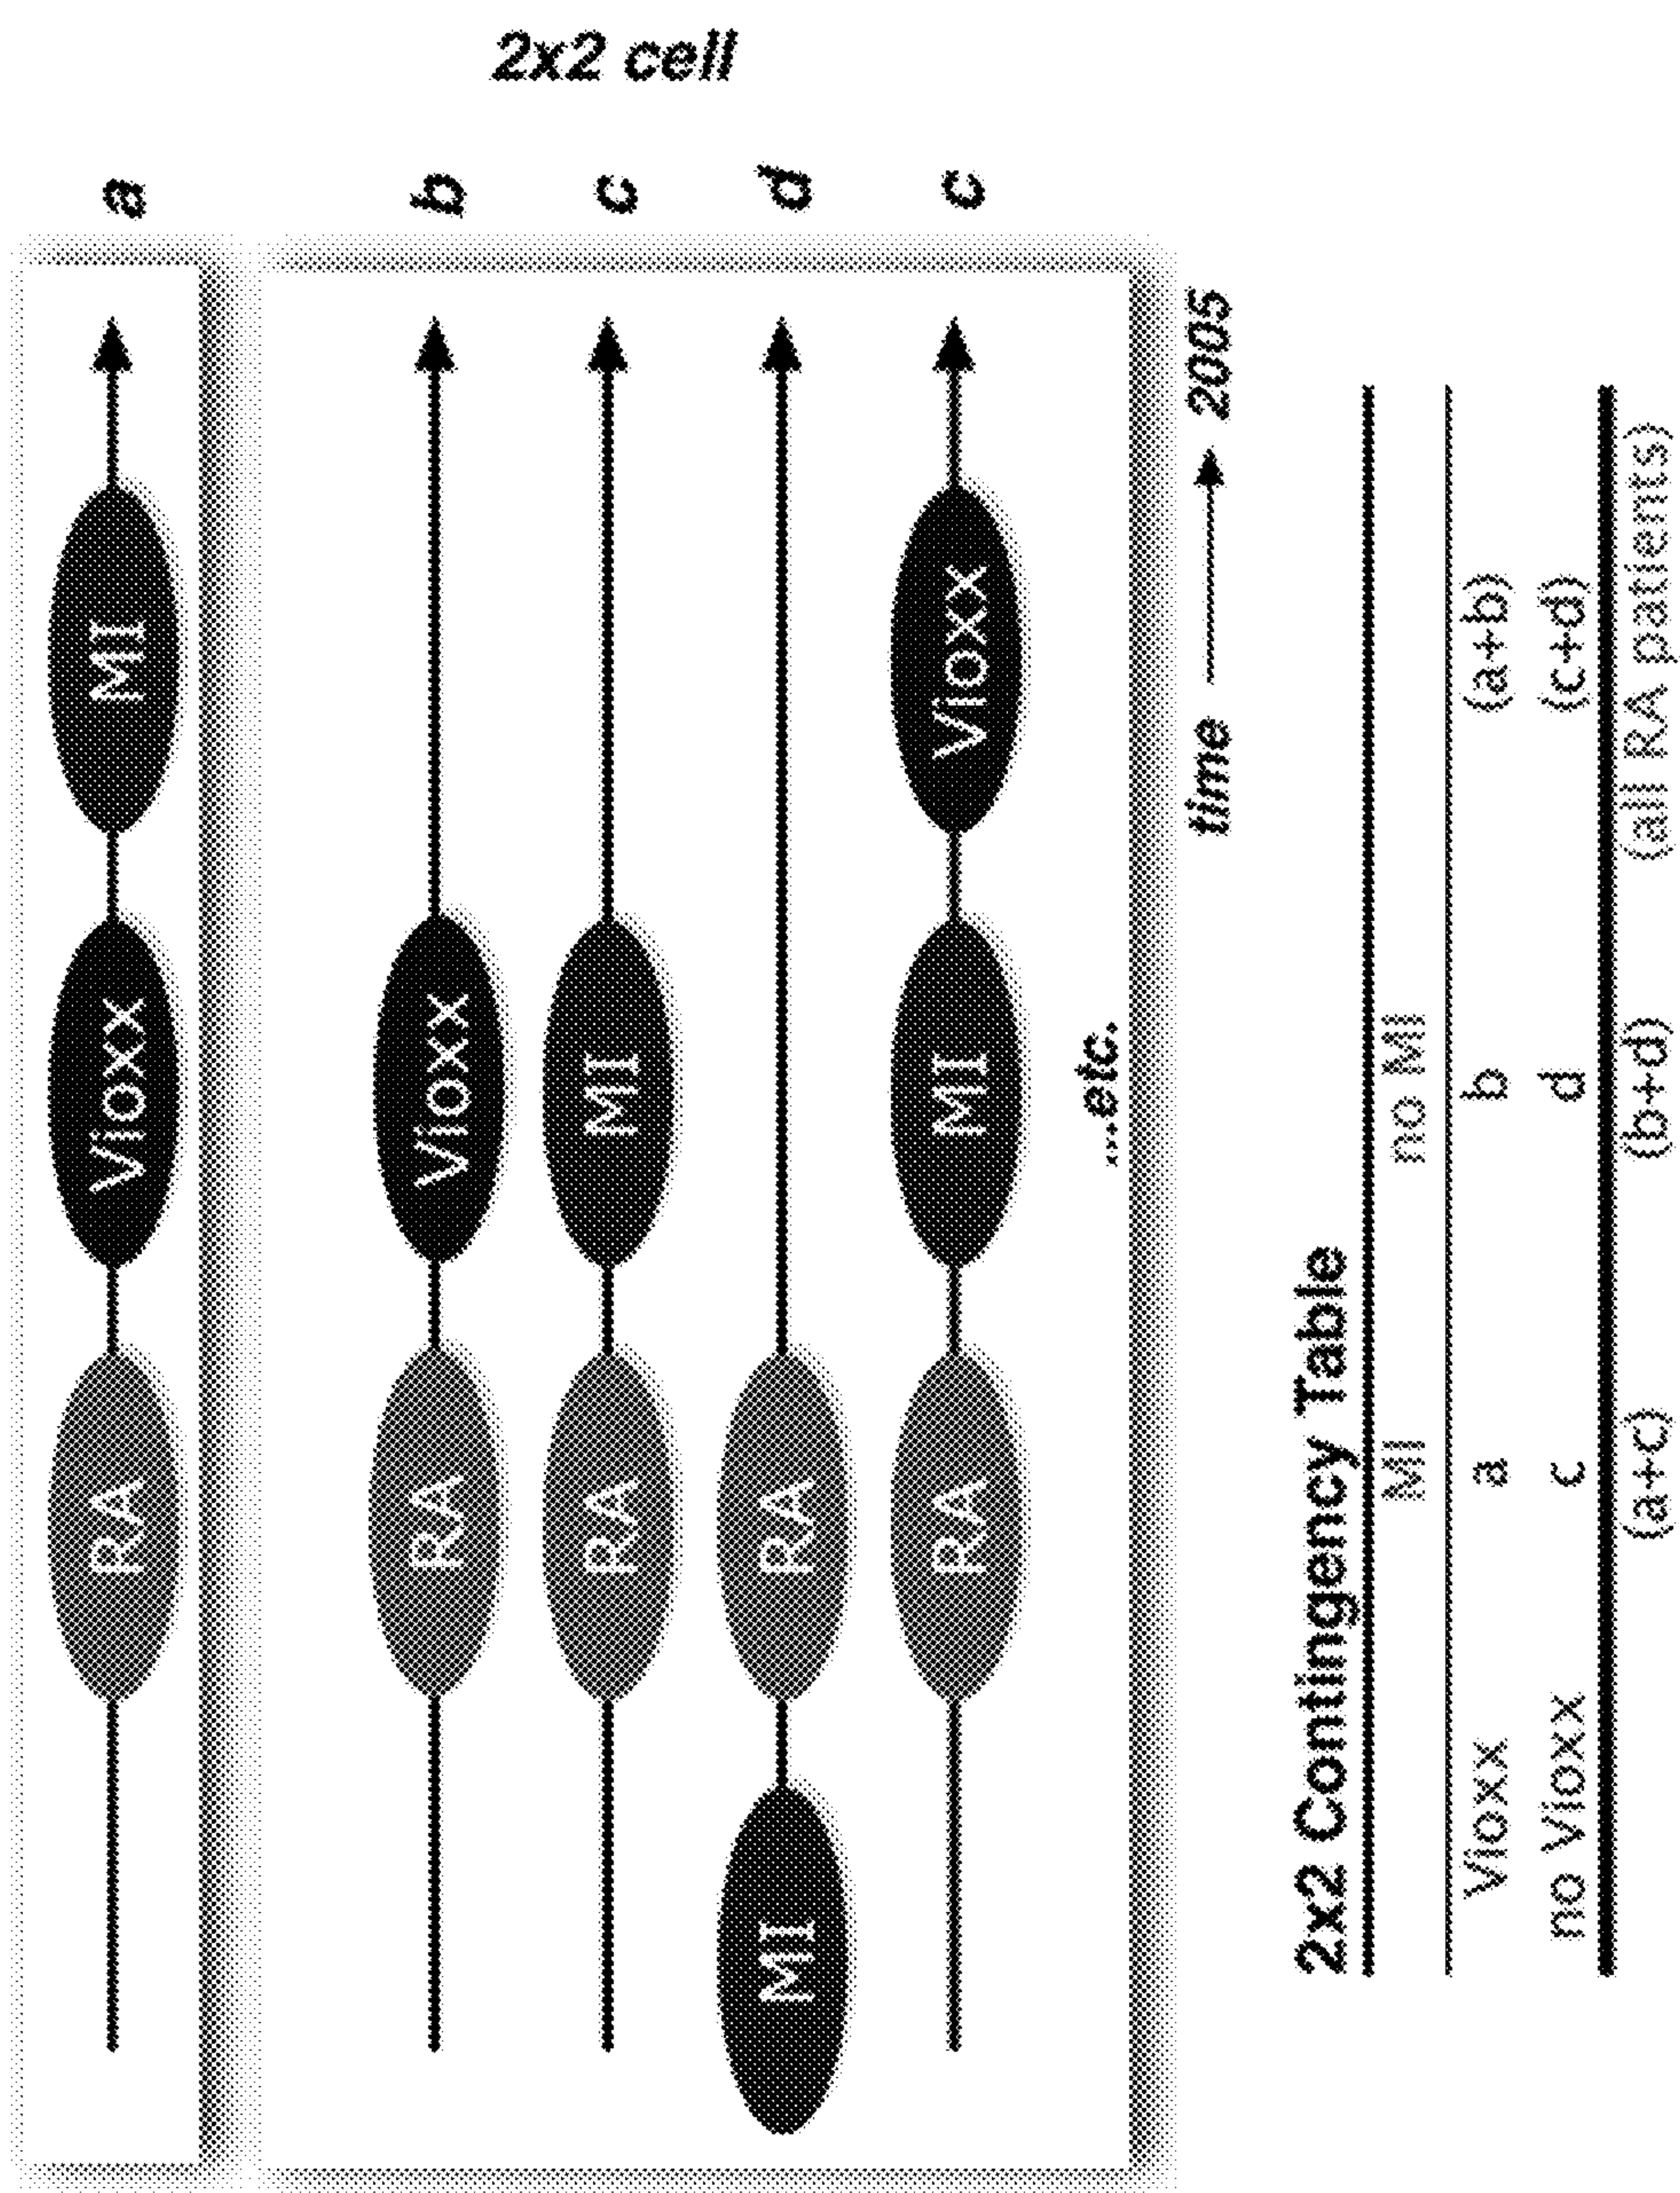 2x2 cell
RA Vioxx MI a
RA Vioxx b
RA MI c
MI RA d
RA MI Vioxx c
...etc.
time 2005
2x2 Contingency Table
MI no MI
Vioxx a b (a+b)
no Vioxx c d (c+d)
(a+c) (b+d) (all RA patients)